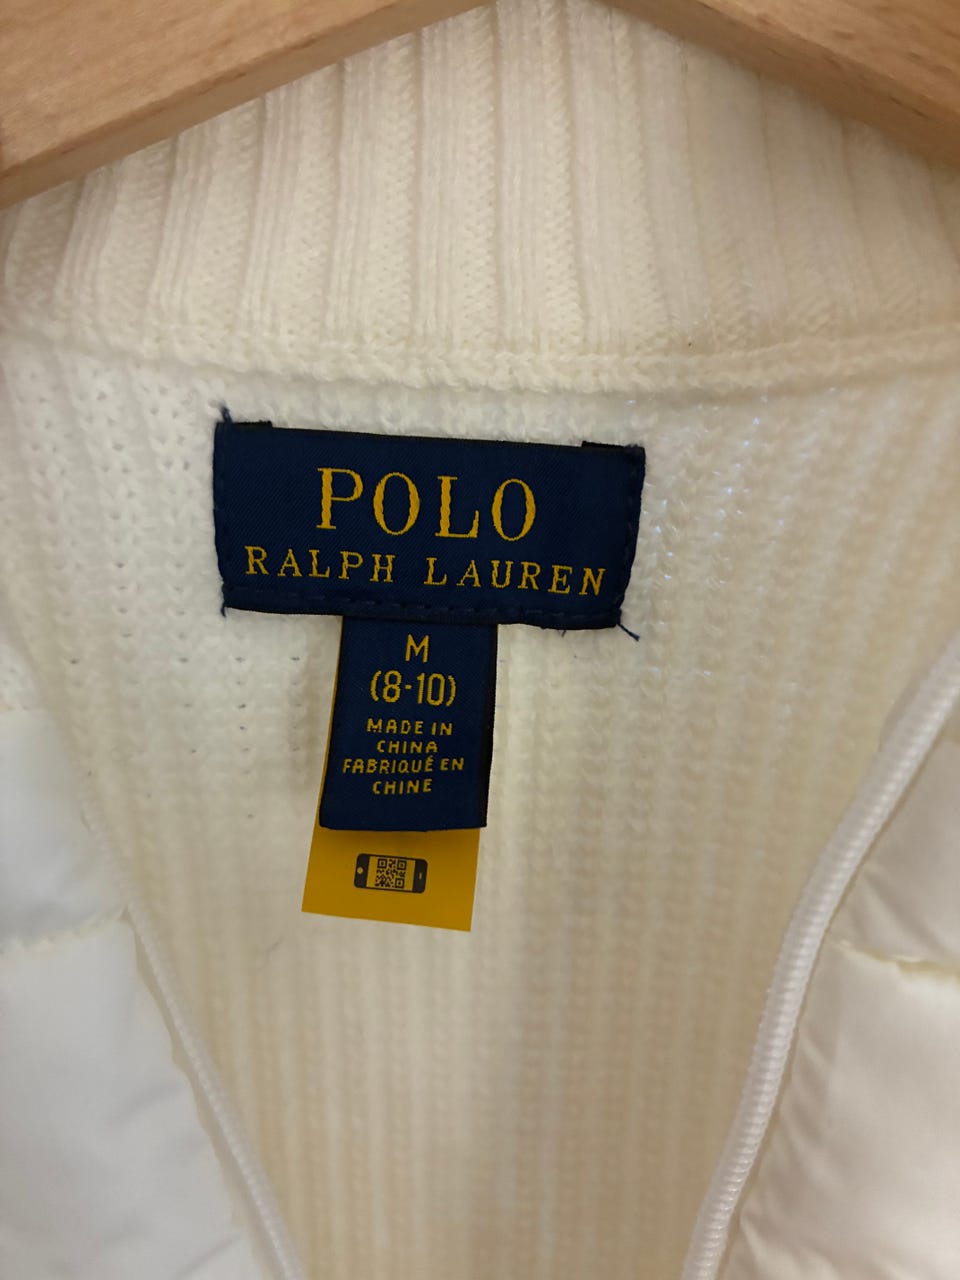 POLO
RALPH LAUREN
M
(8-10)
MADE IN
CHINA
FABRIQUÉ EN
CHINE